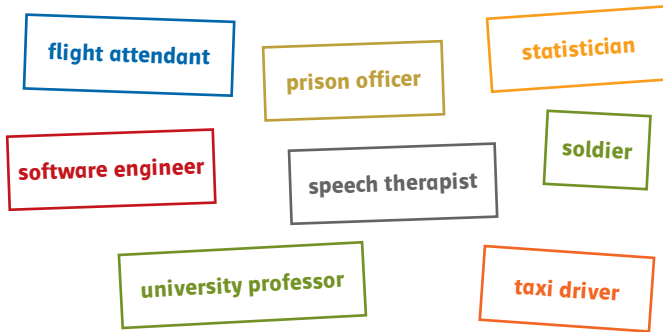 flight attendant
prison officer
statistician
software engineer
speech therapist
soldier
university professor
taxi driver